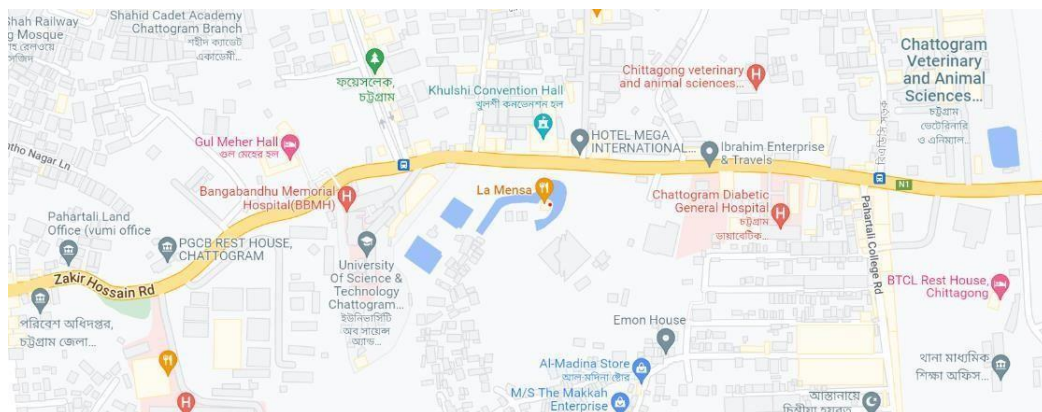 Shah Railway
g Mosque
Shahid Cadet Academy
Chattogram Branch
শহীদ ক্যাডেট
একাডেমী...
ফয়েসলেক,
চট্টগ্রাম
Khulshi Convention Hall
খুলশী কনভেনশন হল
Chittagong veterinary
and animal sciences...
Chattogram
Veterinary
and Animal
Sciences...
চট্টগ্রাম
ভেটেরিনারি
ও এনিম্যাল
HOTEL MEGA
INTERNATIONAL...
Ibrahim Enterprise
& Travels
Gul Meher Hall
গুল মেহের হল
ntho Nagar Ln
N1
Bangabandhu Memorial
Hospital(BBMH)
La Mensa
Chattogram Diabetic
General Hospital
চট্টগ্রাম
ডায়াবেটিক...
Pahartali Land
Office (vumi office
PGCB REST HOUSE,
CHATTOGRAM
Zakir Hossain Rd
University
Of Science &
Technology
Chattogram...
ইউনিভার্সিটি
অব সায়েন্স
অ্যান্ড...
Pahartali College Rd
BTCL Rest House,
Chittagong
পরিবেশ অধিদপ্তর,
চট্টগ্রাম জেলা...
Emon House
Al-Madina Store
আল-মদিনা ষ্টোর
M/S The Makkah
Enterprise
থানা মাধ্যমিক
শিক্ষা অফিস...
আস্তানায়ে